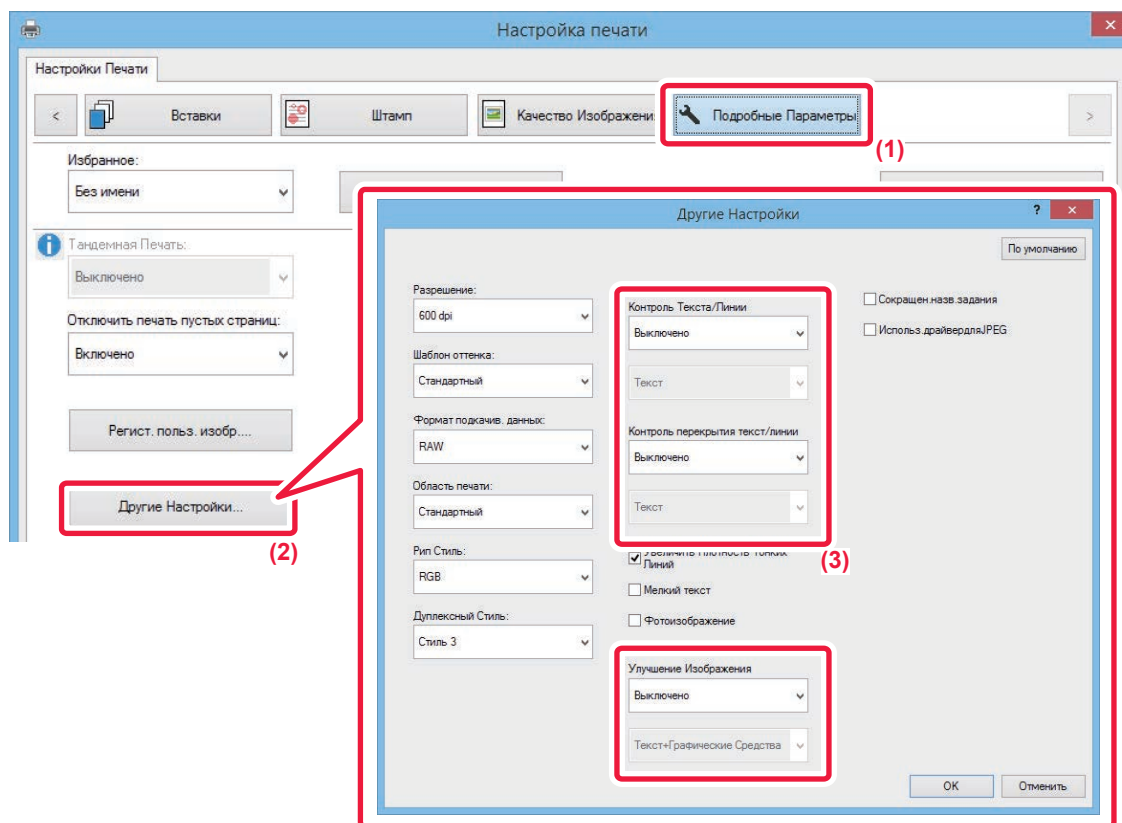 Настройка печати
Настройки Печати
< Вставки Штамп Качество Изображени Подробные Параметры >
(1)
Избранное:
Без имени
Тандемная Печать:
Выключено
Отключить печать пустых страниц:
Включено
Регист. польз. изобр....
Другие Настройки...
(2)
Другие Настройки
?
По умолчанию
Разрешение:
600 dpi
Шаблон оттенка:
Стандартный
Формат подкачив. данных:
RAW
Область печати:
Стандартный
Рип Стиль:
RGB
Дуплексный Стиль:
Стиль 3
Контроль Текста/Линии
Выключено
Текст
Контроль перекрытия текст/линии
Выключено
Текст
(3)
Увеличить Плотность Тонких
Линий
Мелкий текст
Фотоизображение
Улучшение Изображения
Выключено
Текст+Графические Средства
Сокращен.назв.задания
Использ.драйвердляJPEG
OK Отменить